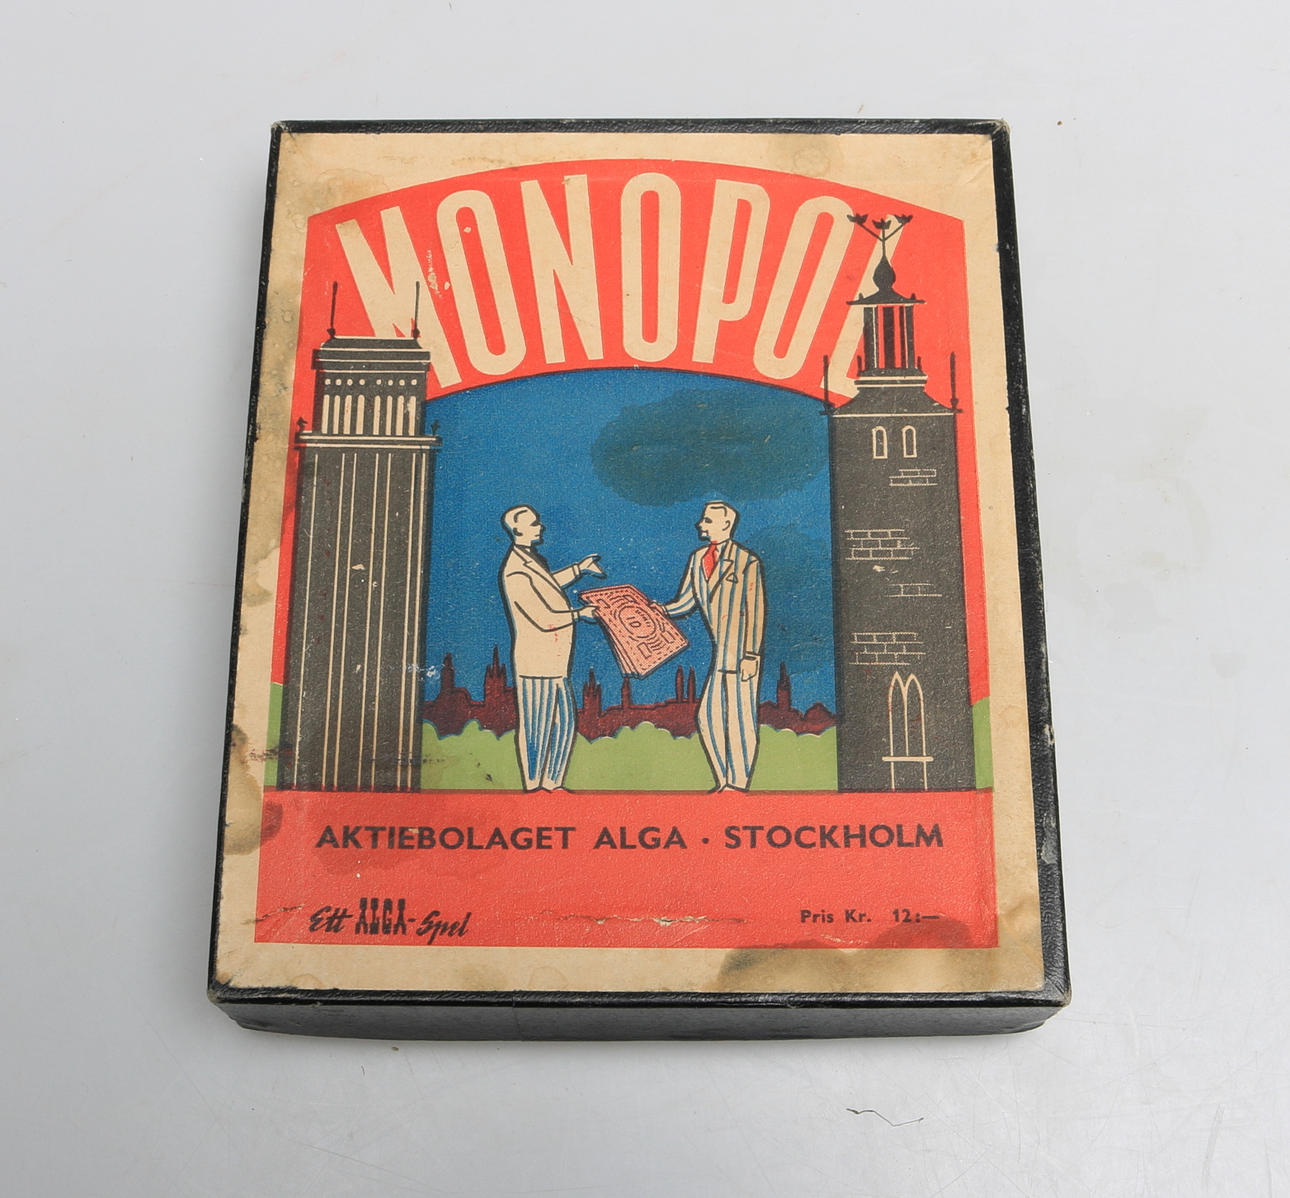 MONOPOL
AKTIEBOLAGET ALGA · STOCKHOLM
Ett ALGA-Spel
Pris Kr. 12:—